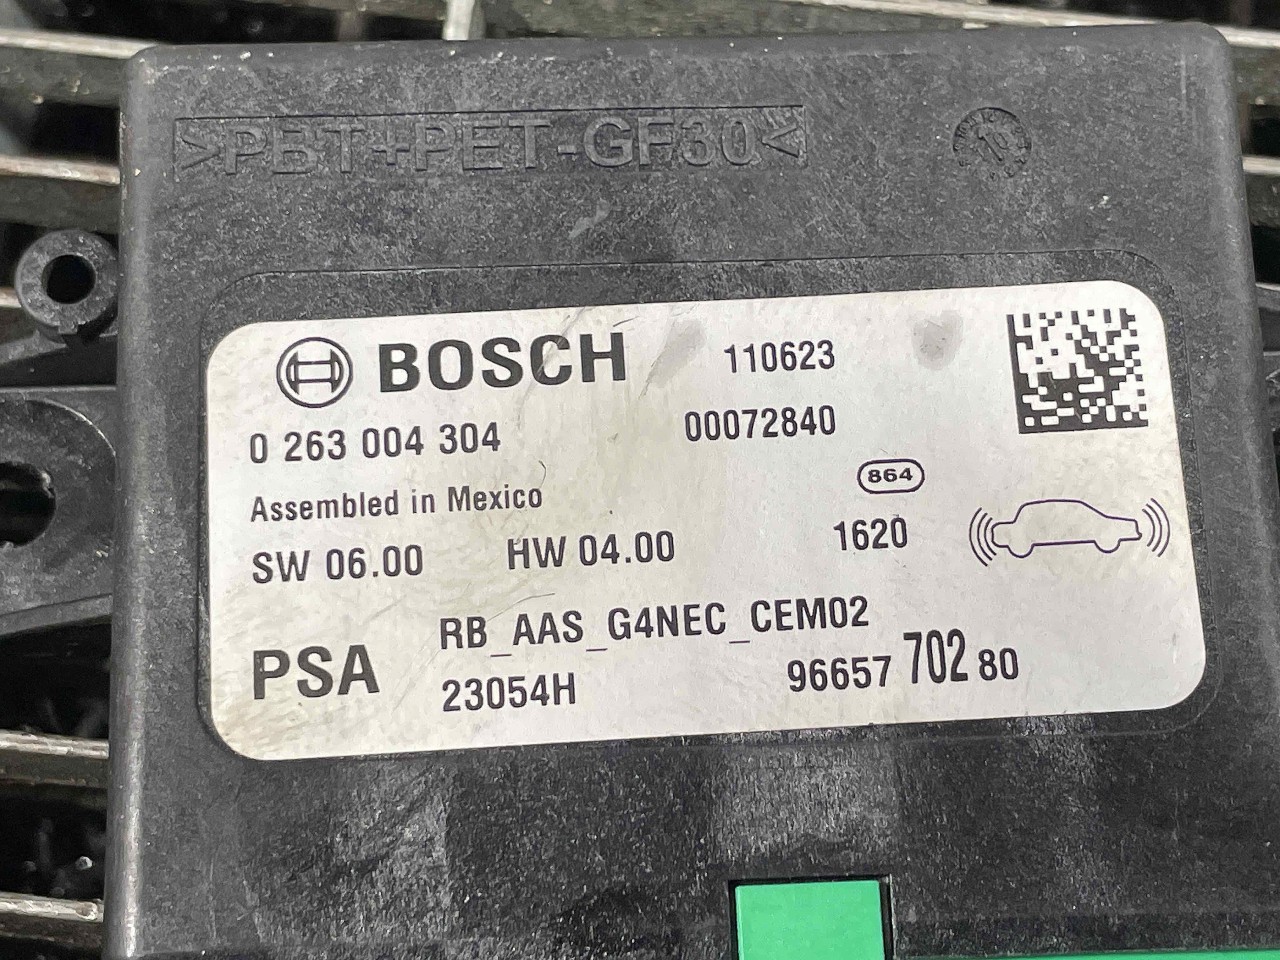 >PBT+PET-GF30<
BOSCH 110623
0 263 004 304 00072840
Assembled in Mexico 864
SW 06.00 HW 04.00 1620
RB_AAS_G4NEC_CEM02
PSA 23054H 96657 702 80